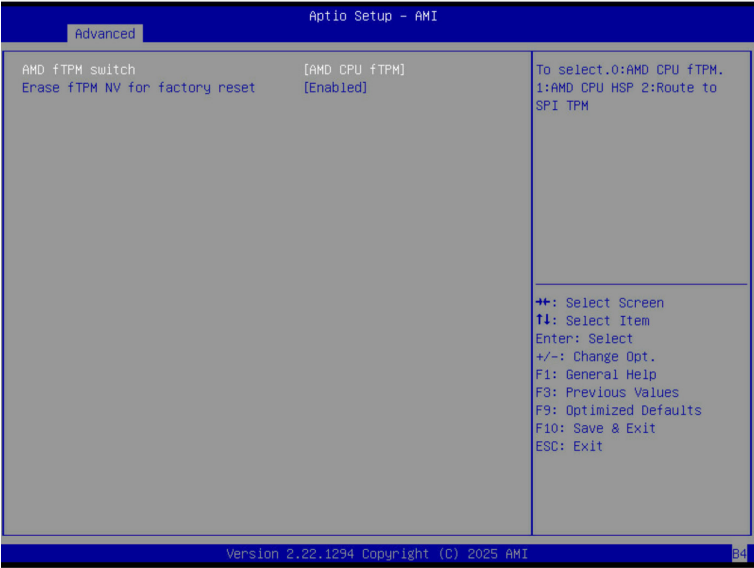 Aptio Setup – AMI
Advanced
AMD fTPM switch [AMD CPU fTPM]
Erase fTPM NV for factory reset [Enabled]
To select.0:AMD CPU fTPM.
1:AMD CPU HSP 2:Route to
SPI TPM
→←: Select Screen
↑↓: Select Item
Enter: Select
+/-: Change Opt.
F1: General Help
F3: Previous Values
F9: Optimized Defaults
F10: Save & Exit
ESC: Exit
Version 2.22.1294 Copyright (C) 2025 AMI
B4